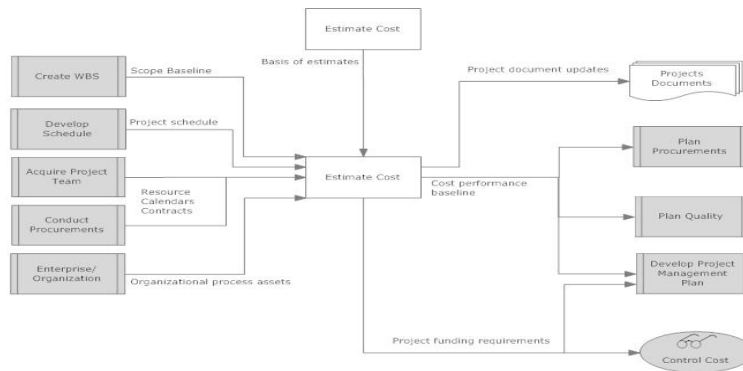 Estimate Cost
Basis of estimates
Create WBS
Scope Baseline
Project document updates
Projects
Documents
Develop
Schedule
Project schedule
Plan
Procurements
Acquire Project
Team
Estimate Cost
Resource
Calendars
Contracts
Cost performance
baseline
Conduct
Procurements
Plan Quality
Enterprise/
Organization
Organizational process assets
Develop Project
Management
Plan
Project funding requirements
Control Cost